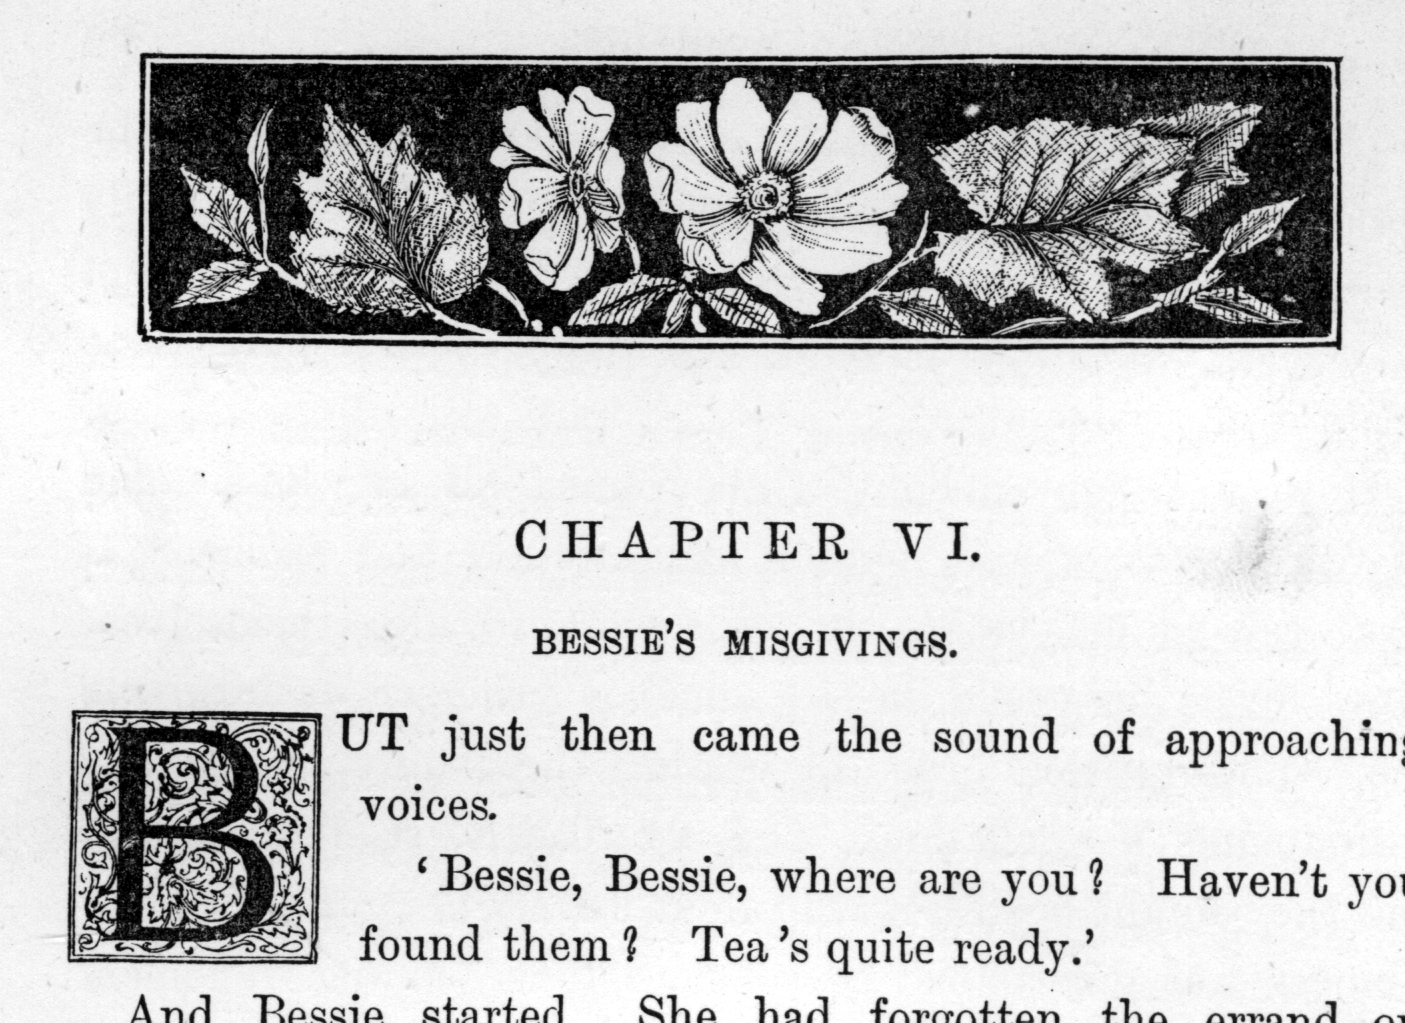 CHAPTER VI.
BESSIE'S MISGIVINGS.
BUT just then came the sound of approaching
voices.
‘Bessie, Bessie, where are you? Haven't you
found them? Tea 's quite ready.’
And Bessie started. She had forgotten the errand on